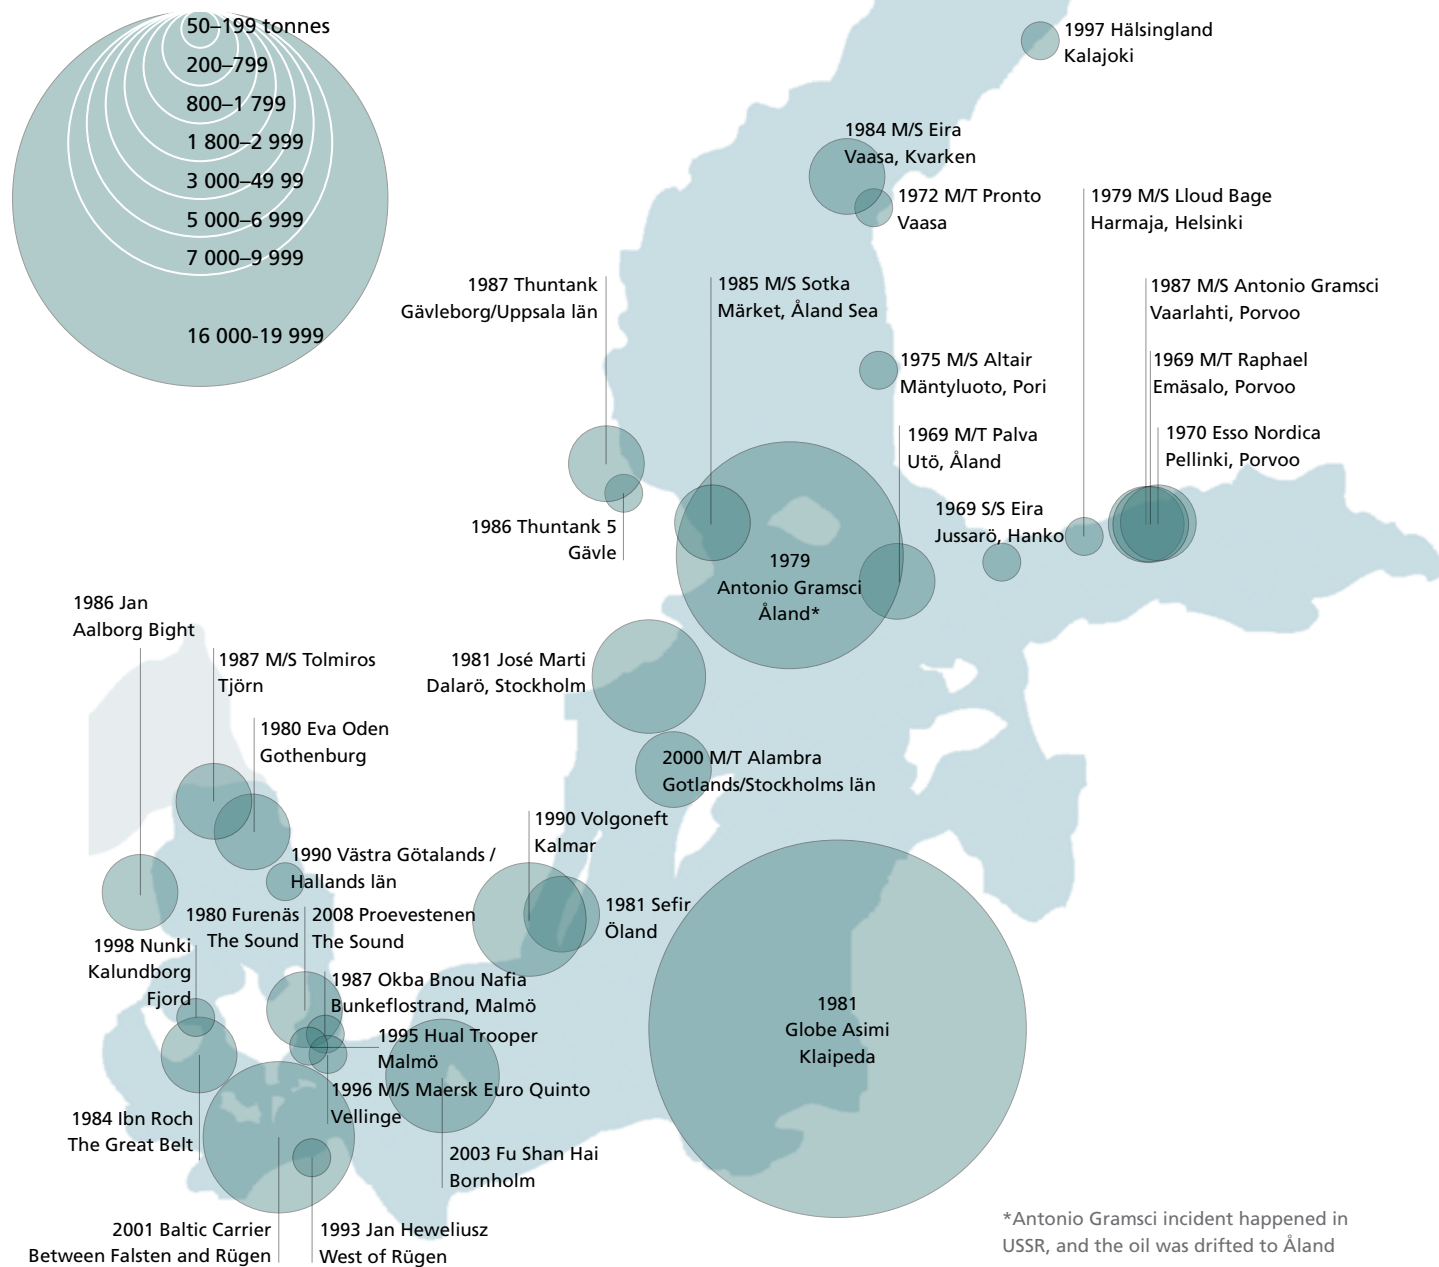 50–199 tonnes
200–799
800–1 799
1 800–2 999
3 000–49 99
5 000–6 999
7 000–9 999
16 000-19 999
1997 Hälsingland
Kalajoki
1984 M/S Eira
Vaasa, Kvarken
1972 M/T Pronto
Vaasa
1979 M/S Lloud Bage
Harmaja, Helsinki
1987 Thuntank
Gävleborg/Uppsala län
1985 M/S Sotka
Märket, Åland Sea
1987 M/S Antonio Gramsci
Vaarlahti, Porvoo
1975 M/S Altair
Mäntyluoto, Pori
1969 M/T Raphael
Emäsalo, Porvoo
1969 M/T Palva
Utö, Åland
1970 Esso Nordica
Pellinki, Porvoo
1986 Thuntank 5
Gävle
1969 S/S Eira
Jussarö, Hanko
1979
Antonio Gramsci
Åland*
1986 Jan
Aalborg Bight
1987 M/S Tolmiros
Tjörn
1981 José Marti
Dalarö, Stockholm
1980 Eva Oden
Gothenburg
2000 M/T Alambra
Gotlands/Stockholms län
1990 Volgoneft
Kalmar
1990 Västra Götalands /
Hallands län
1981 Sefir
Öland
1980 Furenäs
The Sound
2008 Proevestenen
The Sound
1998 Nunki
Kalundborg
Fjord
1987 Okba Bnou Nafia
Bunkeflostrand, Malmö
1981
Globe Asimi
Klaipeda
1995 Hual Trooper
Malmö
1996 M/S Maersk Euro Quinto
Vellinge
1984 Ibn Roch
The Great Belt
2003 Fu Shan Hai
Bornholm
2001 Baltic Carrier
Between Falsten and Rügen
1993 Jan Heweliusz
West of Rügen
*Antonio Gramsci incident happened in
USSR, and the oil was drifted to Åland